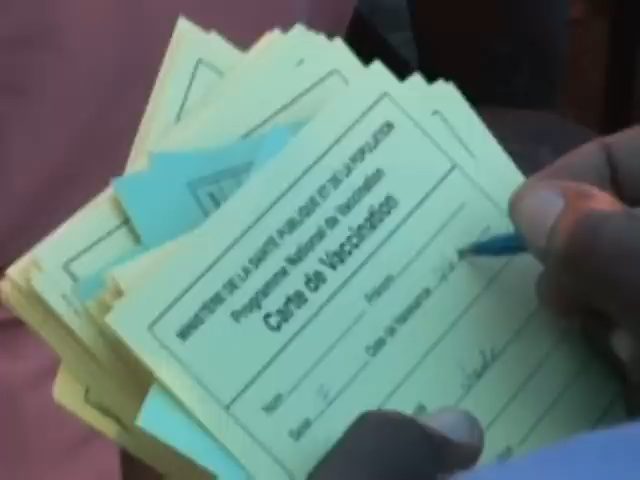 MINISTERE DE LA SANTE PUBLIQUE ET DE LA POPULATION
Programme National de Vaccination
Carte de Vaccination
Nom Prénom
Sexe Date de naissance